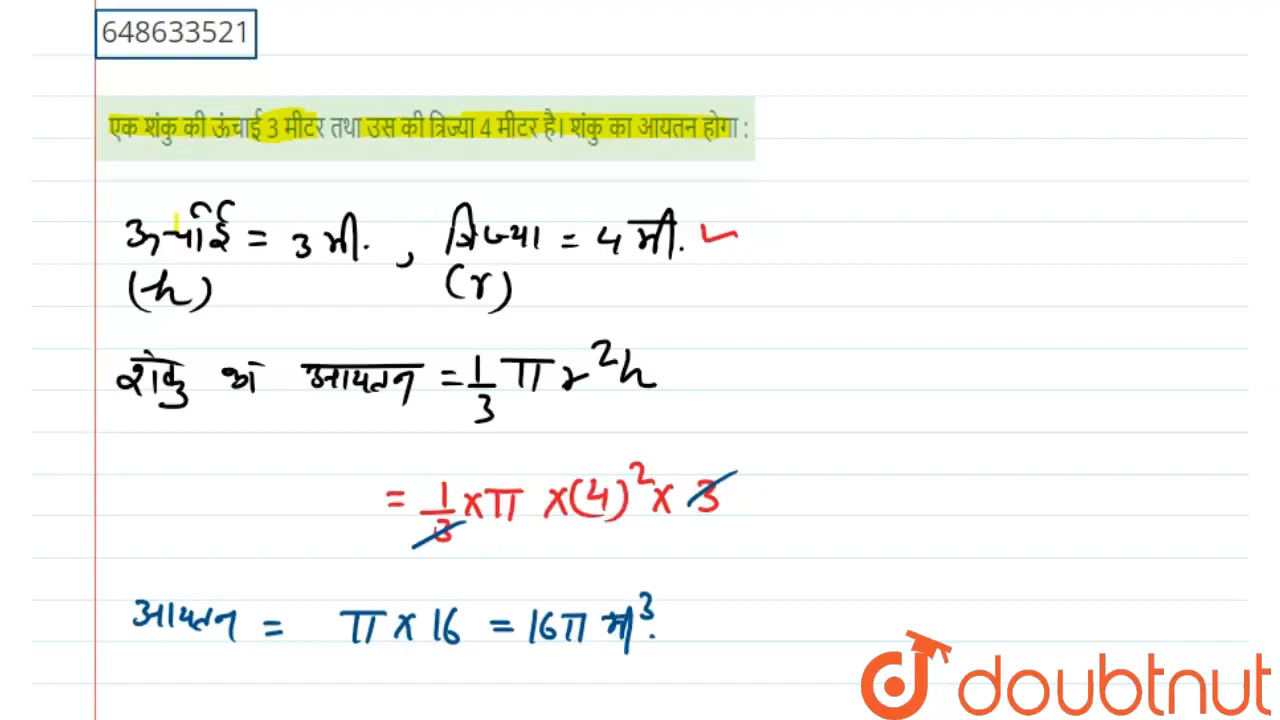 648633521
एक शंकु की ऊंचाई 3 मीटर तथा उस की त्रिज्या 4 मीटर है। शंकु का आयतन होगा :
ऊचाँई = 3 मी. , त्रिज्या = 4 मी.
(h) (r)
शंकु का आयतन = 1/3 π r²h
= 1/3 × π × (4)² × 3
आयतन = π × 16 = 16π मी³.
doubtnut